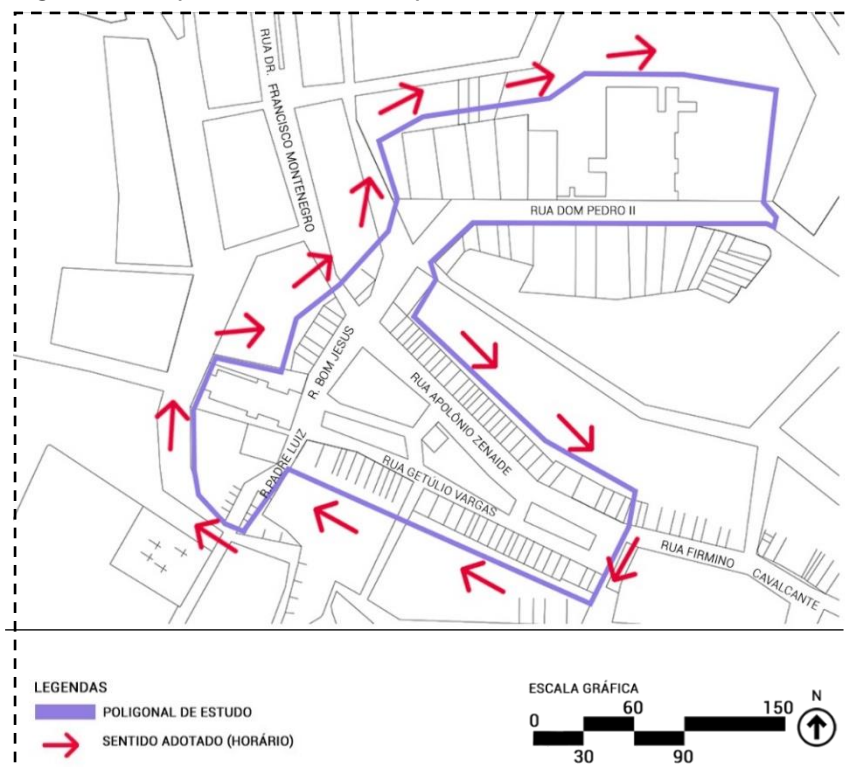 RUA DR. FRANCISCO MONTENEGRO
RUA DOM PEDRO II
R. BOM JESUS
RUA APOLÔNIO ZENAIDE
R.PADRE LUIZ
RUA GETÚLIO VARGAS
RUA FIRMINO CAVALCANTE
LEGENDAS
POLIGONAL DE ESTUDO
SENTIDO ADOTADO (HORÁRIO)
ESCALA GRÁFICA
0 60 150
30 90
N